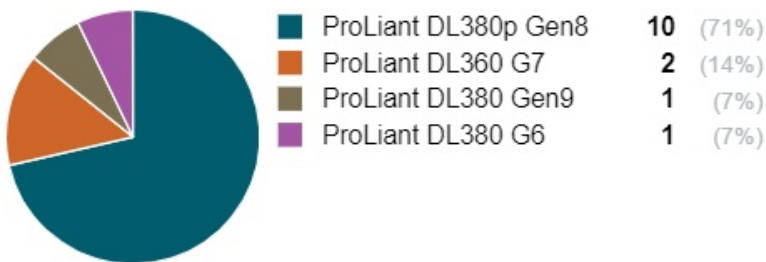 ProLiant DL380p Gen8 10 (71%)
ProLiant DL360 G7 2 (14%)
ProLiant DL380 Gen9 1 (7%)
ProLiant DL380 G6 1 (7%)